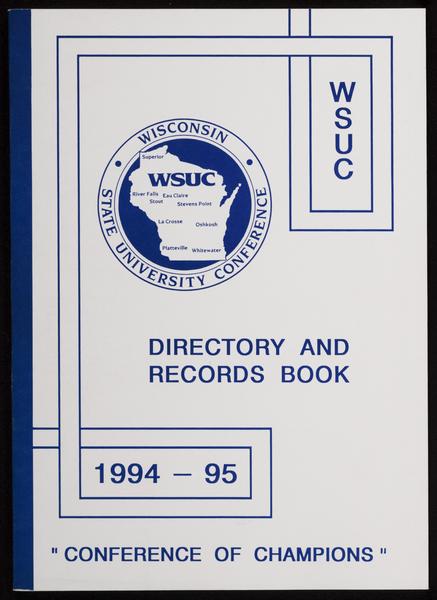 W
S
U
C
WISCONSIN
STATE UNIVERSITY CONFERENCE
Superior
WSUC
River Falls Eau Claire
Stout Stevens Point
La Crosse Oshkosh
Platteville Whitewater
DIRECTORY AND
RECORDS BOOK
1994 – 95
" CONFERENCE OF CHAMPIONS "